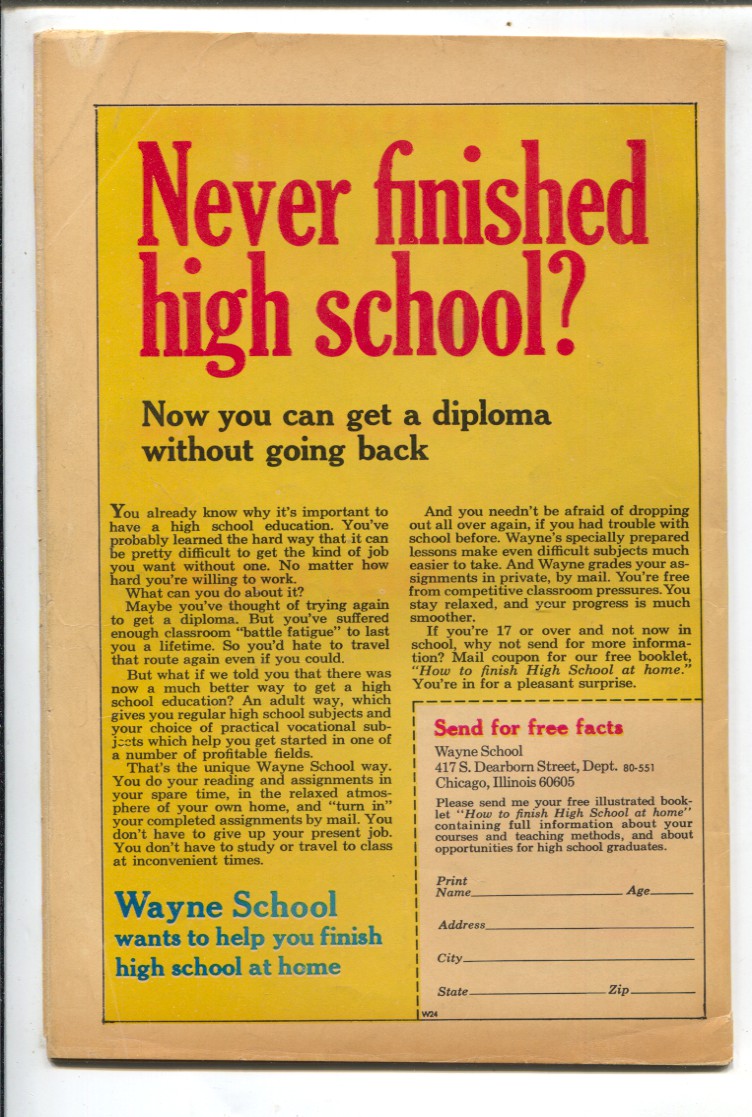 Never finished
high school?
Now you can get a diploma
without going back
You already know why it's important to
have a high school education. You've
probably learned the hard way that it can
be pretty difficult to get the kind of job
you want without one. No matter how
hard you're willing to work.
What can you do about it?
Maybe you've thought of trying again
to get a diploma. But you've suffered
enough classroom "battle fatigue" to last
you a lifetime. So you'd hate to travel
that route again even if you could.
But what if we told you that there was
now a much better way to get a high
school education? An adult way, which
gives you regular high school subjects and
your choice of practical vocational sub-
jects which help you get started in one of
a number of profitable fields.
That's the unique Wayne School way.
You do your reading and assignments in
your spare time, in the relaxed atmos-
phere of your own home, and "turn in"
your completed assignments by mail. You
don't have to give up your present job.
You don't have to study or travel to class
at inconvenient times.
Wayne School
wants to help you finish
high school at home
And you needn't be afraid of dropping
out all over again, if you had trouble with
school before. Wayne's specially prepared
lessons make even difficult subjects much
easier to take. And Wayne grades your as-
signments in private, by mail. You're free
from competitive classroom pressures. You
stay relaxed, and your progress is much
smoother.
If you're 17 or over and not now in
school, why not send for more informa-
tion? Mail coupon for our free booklet,
"How to finish High School at home."
You're in for a pleasant surprise.
Send for free facts
Wayne School
417 S. Dearborn Street, Dept. 80-551
Chicago, Illinois 60605
Please send me your free illustrated book-
let "How to finish High School at home"
containing full information about your
courses and teaching methods, and about
opportunities for high school graduates.
Print
Name Age
Address
City
State Zip
W24